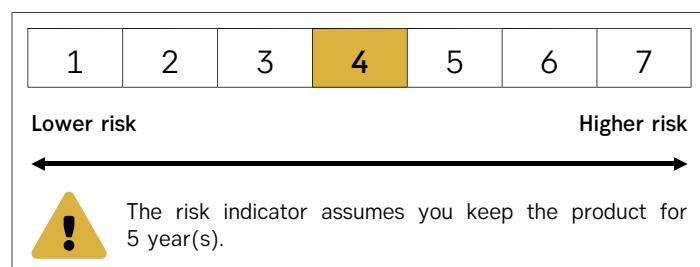 1 2 3 4 5 6 7
Lower risk Higher risk
! The risk indicator assumes you keep the product for
5 year(s).